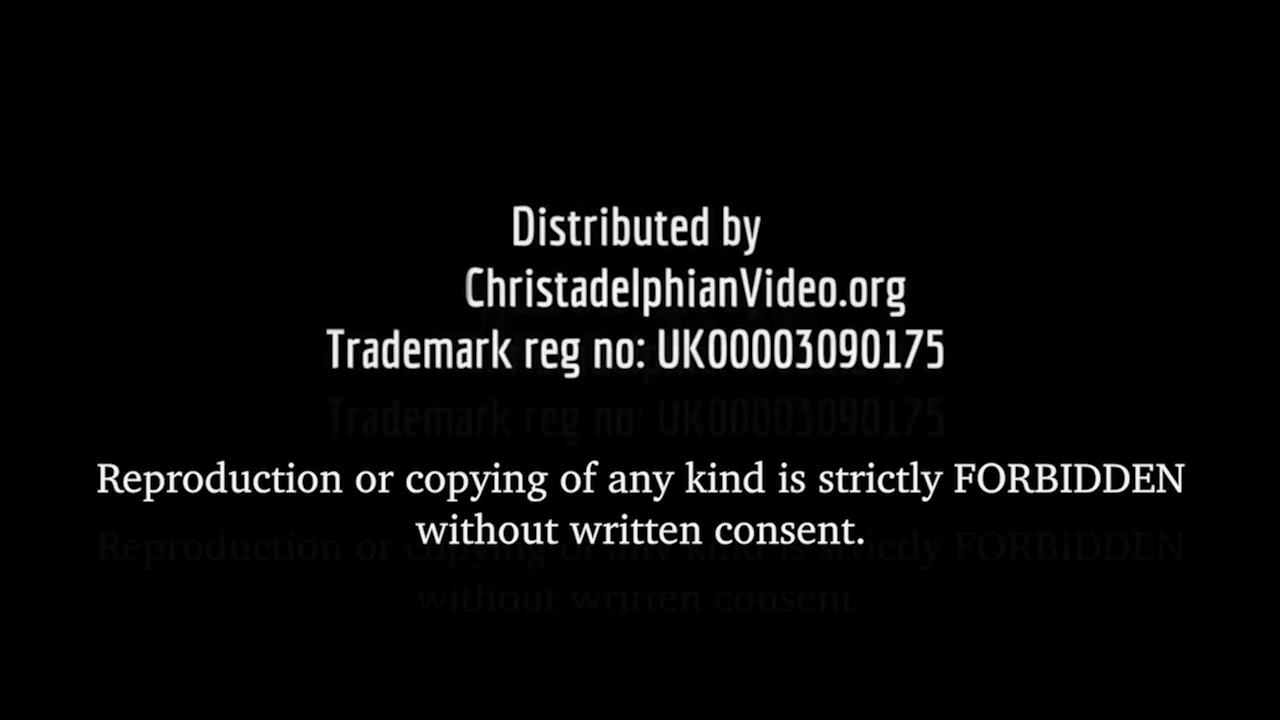 Distributed by
ChristadelphianVideo.org
Trademark reg no: UK00003090175
Reproduction or copying of any kind is strictly FORBIDDEN
without written consent.